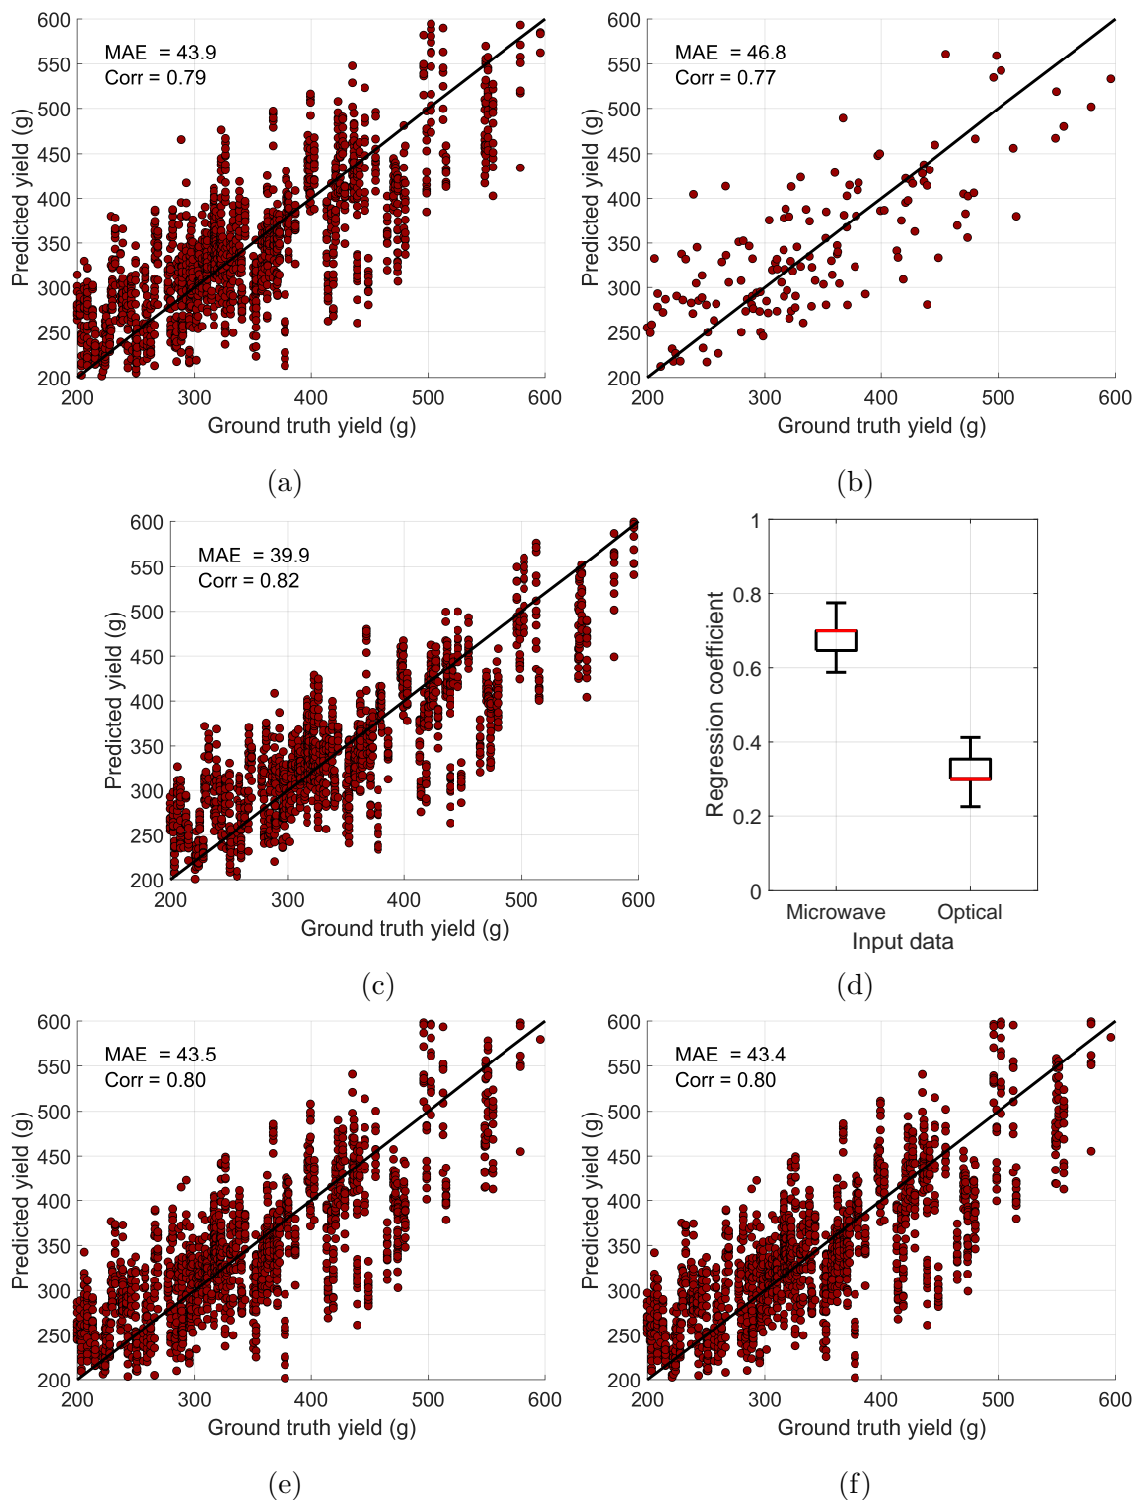 600
550
500
450
400
350
300
250
200
MAE = 43.9
Corr = 0.79
Predicted yield (g)
200 300 400 500 600
Ground truth yield (g)
(a)
600
550
500
450
400
350
300
250
200
MAE = 46.8
Corr = 0.77
Predicted yield (g)
200 300 400 500 600
Ground truth yield (g)
(b)
600
550
500
450
400
350
300
250
200
MAE = 39.9
Corr = 0.82
Predicted yield (g)
200 300 400 500 600
Ground truth yield (g)
(c)
1
0.8
0.6
0.4
0.2
0
Regression coefficient
Microwave Optical
Input data
(d)
600
550
500
450
400
350
300
250
200
MAE = 43.5
Corr = 0.80
Predicted yield (g)
200 300 400 500 600
Ground truth yield (g)
(e)
600
550
500
450
400
350
300
250
200
MAE = 43.4
Corr = 0.80
Predicted yield (g)
200 300 400 500 600
Ground truth yield (g)
(f)